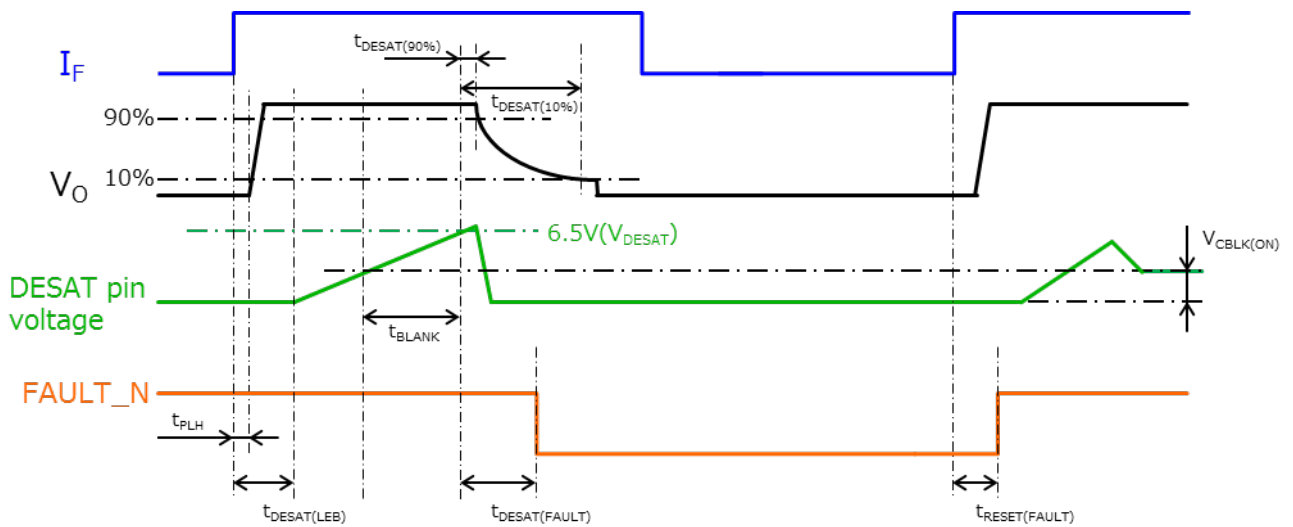 tDESAT(90%)
IF
tDESAT(10%)
90%
10%
VO
6.5V(VDESAT)
VCBLK(ON)
DESAT pin
voltage
tBLANK
FAULT_N
tPLH
tDESAT(LEB)
tDESAT(FAULT)
tRESET(FAULT)